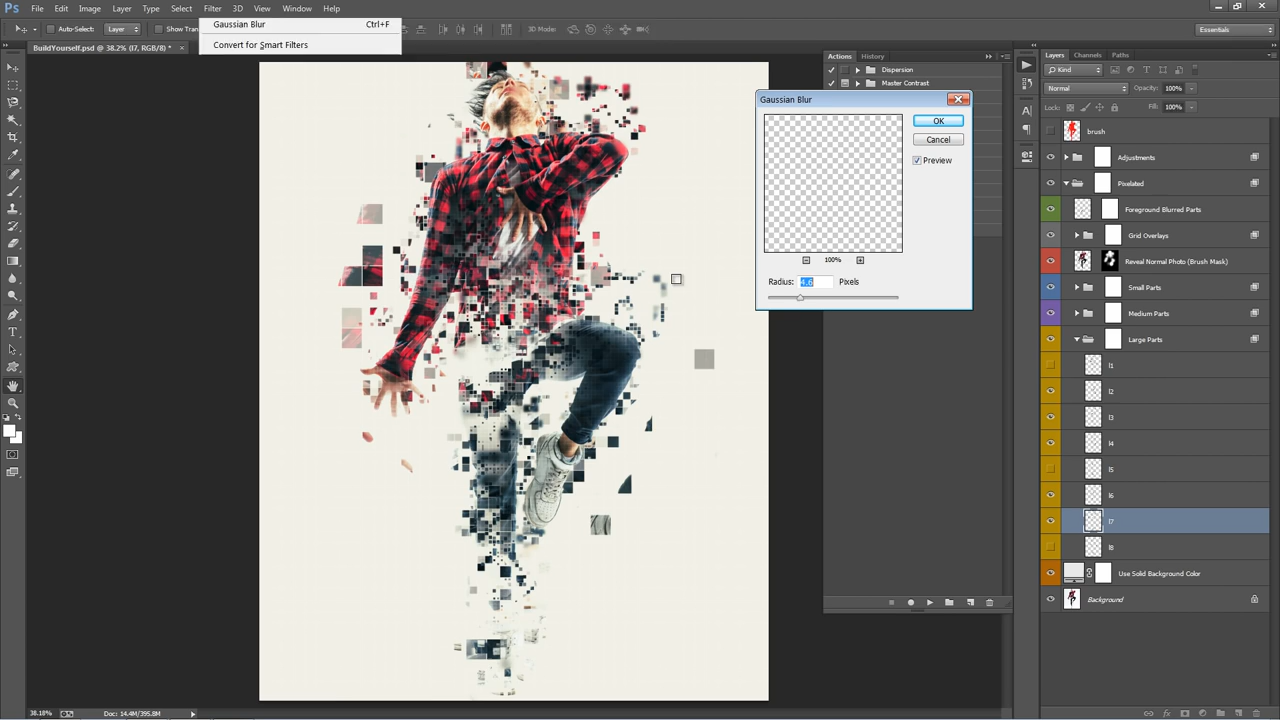 Ps File Edit Image Layer Type Select Filter 3D View Window Help
Gaussian Blur Ctrl+F
Auto-Select: Layer Show Tran 3D Mode: Essentials
Convert for Smart Filters
BuildYourself.psd @ 38.2% (l7, RGB/8) *
Actions History
Layers Channels Paths
Dispersion
Master Contrast
Kind
Normal Opacity: 100%
Lock: Fill: 100%
Gaussian Blur
OK
Cancel
Preview
100%
Radius: 4.6 Pixels
brush
Adjustments
Pixelated
Foreground Blurred Parts
Grid Overlays
Reveal Normal Photo (Brush Mask)
Small Parts
Medium Parts
Large Parts
l1
l2
l3
l4
l5
l6
l7
l8
Use Solid Background Color
Background
38.18% Doc: 14.4M/395.8M